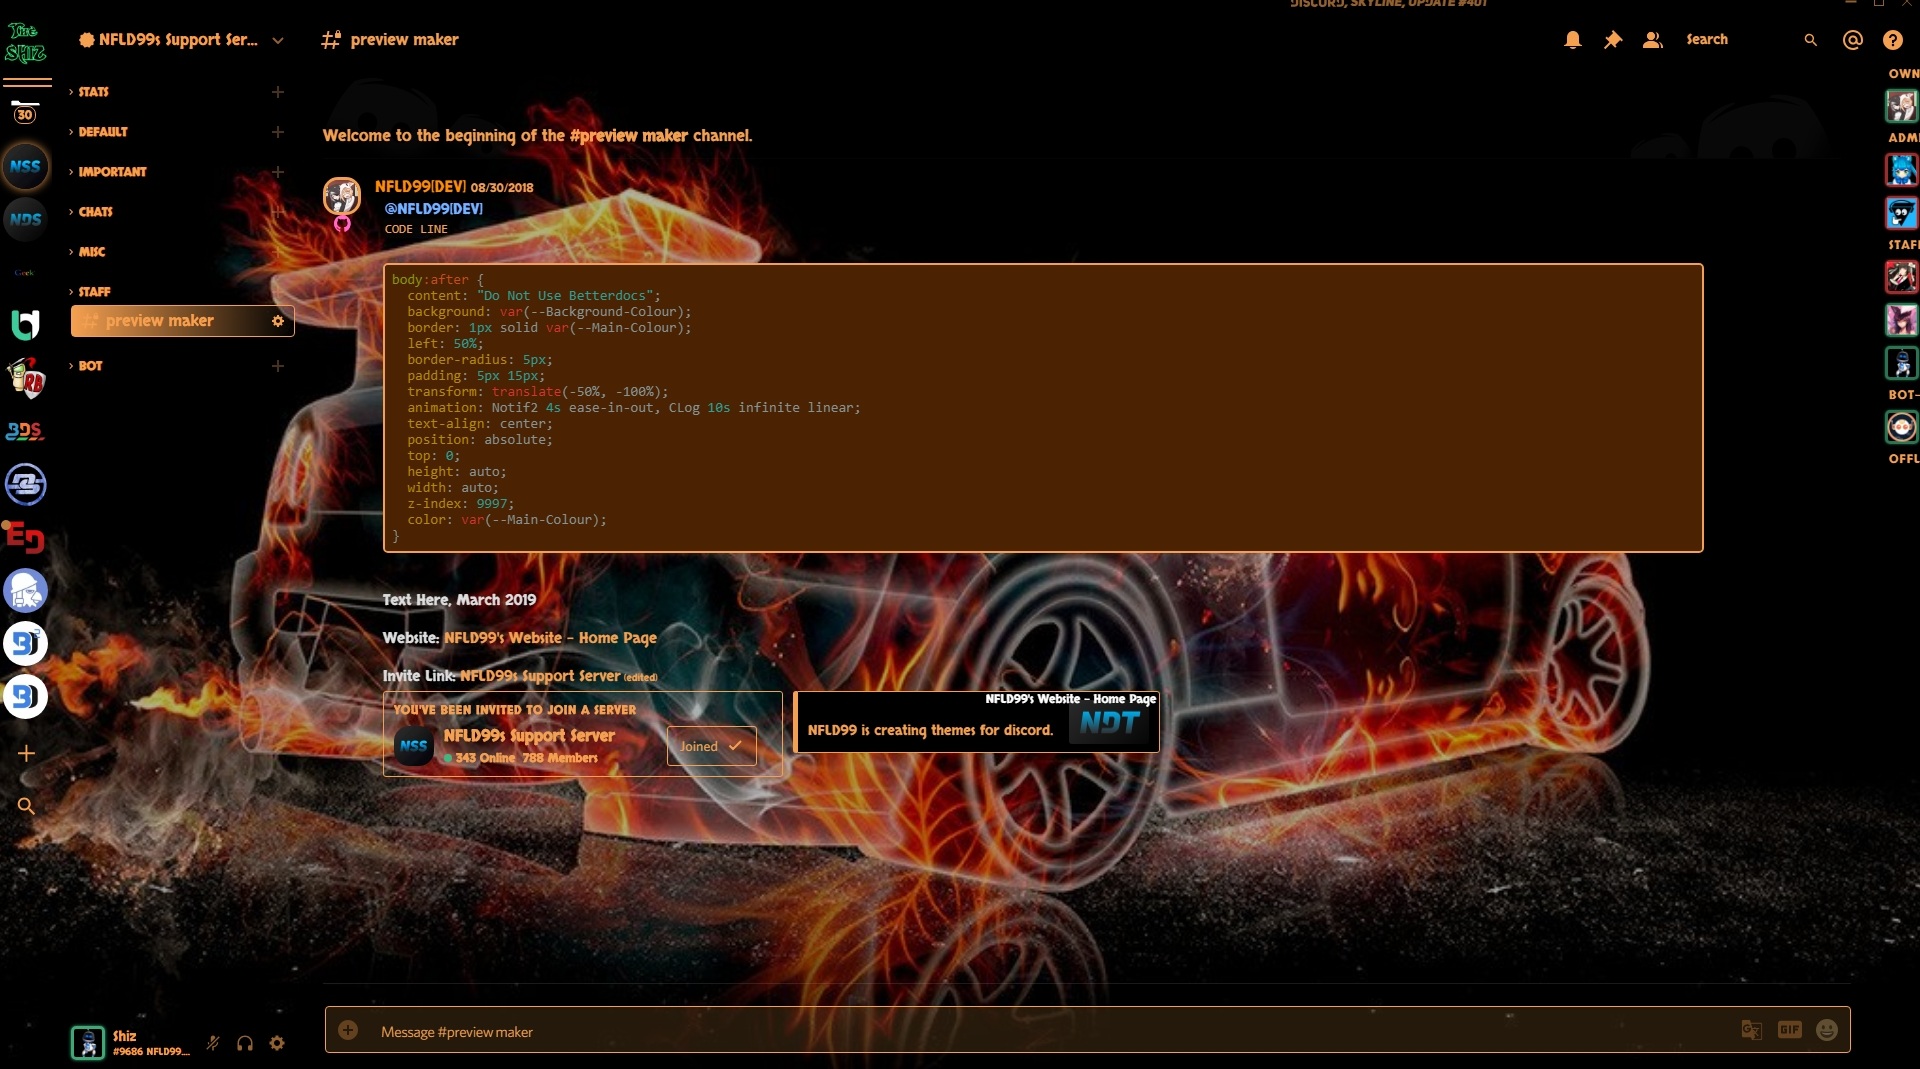 DISCORD, SKYLINE, UPDATE #401
The
SHIZ
NFLD99s Support Ser...
preview maker
Search
30
NSS
NDS
Geek
BDS
ED
STATS
DEFAULT
IMPORTANT
CHATS
MISC
STAFF
preview maker
BOT
Welcome to the beginning of the #preview maker channel.
NFLD99[DEV] 08/30/2018
@NFLD99[DEV]
CODE LINE
body:after {
content: "Do Not Use Betterdocs";
background: var(--Background-Colour);
border: 1px solid var(--Main-Colour);
left: 50%;
border-radius: 5px;
padding: 5px 15px;
transform: translate(-50%, -100%);
animation: Notif2 4s ease-in-out, CLog 10s infinite linear;
text-align: center;
position: absolute;
top: 0;
height: auto;
width: auto;
z-index: 9997;
color: var(--Main-Colour);
}
Text Here, March 2019
Website: NFLD99's Website - Home Page
Invite Link: NFLD99s Support Server (edited)
YOU'VE BEEN INVITED TO JOIN A SERVER
NSS
NFLD99s Support Server
343 Online 788 Members
Joined
NFLD99's Website - Home Page
NFLD99 is creating themes for discord.
NDT
OWN
ADM
STAF
BOT-
OFFL
Shiz
#9686 NFLD99....
Message #preview maker
GIF